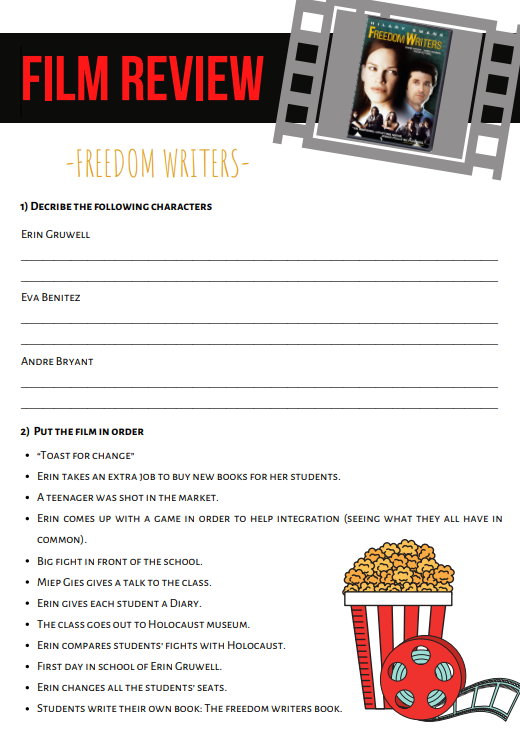 HILARY SWANK
FREEDOM WRITERS
FILM REVIEW
-FREEDOM WRITERS-
1) DECRIBE THE FOLLOWING CHARACTERS
ERIN GRUWELL
EVA BENITEZ
ANDRE BRYANT
2) PUT THE FILM IN ORDER
• "TOAST FOR CHANGE"
• ERIN TAKES AN EXTRA JOB TO BUY NEW BOOKS FOR HER STUDENTS.
• A TEENAGER WAS SHOT IN THE MARKET.
• ERIN COMES UP WITH A GAME IN ORDER TO HELP INTEGRATION (SEEING WHAT THEY ALL HAVE IN
COMMON).
• BIG FIGHT IN FRONT OF THE SCHOOL.
• MIEP GIES GIVES A TALK TO THE CLASS.
• ERIN GIVES EACH STUDENT A DIARY.
• THE CLASS GOES OUT TO HOLOCAUST MUSEUM.
• ERIN COMPARES STUDENTS' FIGHTS WITH HOLOCAUST.
• FIRST DAY IN SCHOOL OF ERIN GRUWELL.
• ERIN CHANGES ALL THE STUDENTS' SEATS.
• STUDENTS WRITE THEIR OWN BOOK: THE FREEDOM WRITERS BOOK.